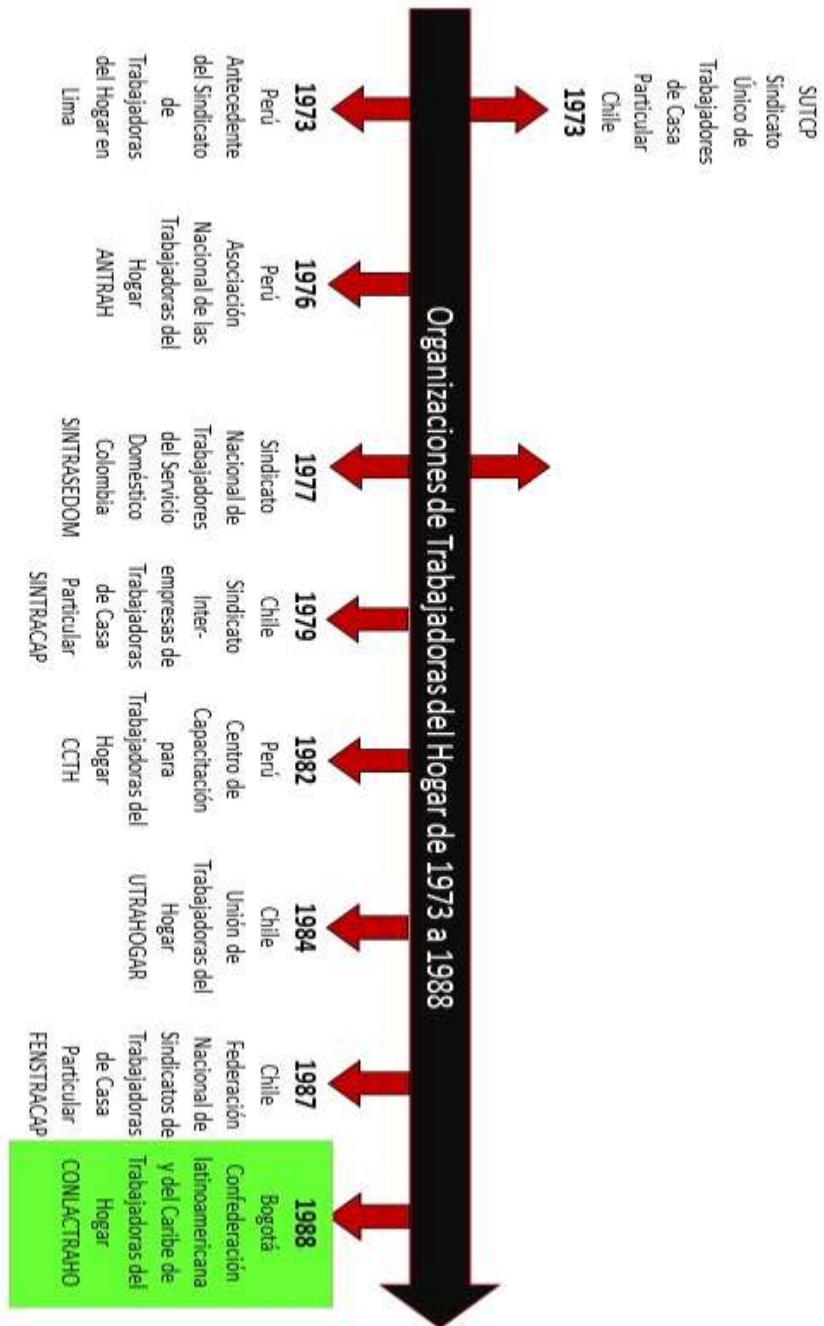 SUTCP
Sindicato
Único de
Trabajadores
de Casa
Particular
Chile
1973
Organizaciones de Trabajadoras del Hogar de 1973 a 1988
1973
Perú
Antecedente
del Sindicato
de
Trabajadoras
del Hogar en
Lima
1976
Perú
Asociación
Nacional de las
Trabajadoras del
Hogar
ANTRAH
1977
Sindicato
Nacional de
Trabajadores
del Servicio
Doméstico
Colombia
SINTRASEDOM
1979
Chile
Sindicato
Inter-
empresas de
Trabajadoras
de Casa
Particular
SINTRACAP
1982
Perú
Centro de
Capacitación
para
Trabajadoras del
Hogar
CCTH
1984
Chile
Unión de
Trabajadoras del
Hogar
UTRAHOGAR
1987
Chile
Federación
Nacional de
Sindicatos de
Trabajadoras
de Casa
Particular
FENSTRACAP
1988
Bogotá
Confederación
latinoamericana
y del Caribe de
Trabajadoras del
Hogar
CONLACTRAHO